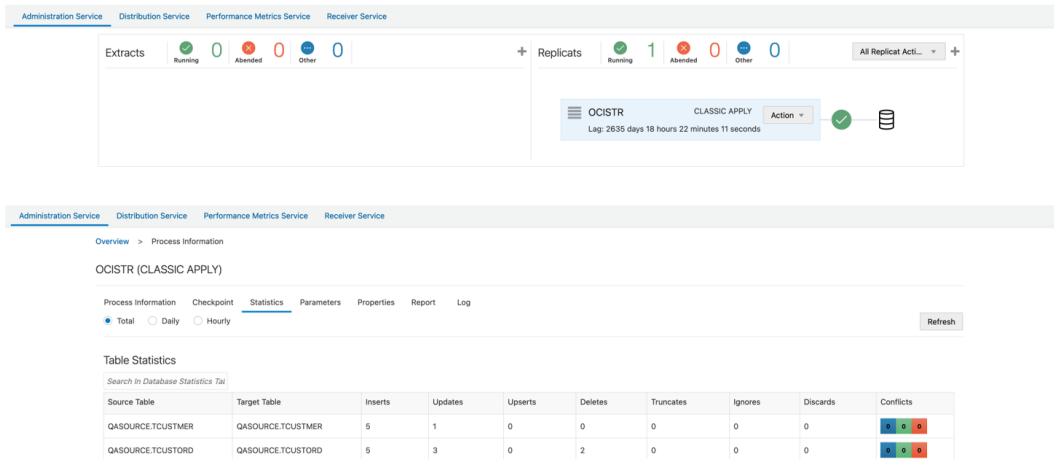 Administration Service Distribution Service Performance Metrics Service Receiver Service
Extracts Running 0 Abended 0 Other 0 + Replicats Running 1 Abended 0 Other 0 All Replicat Acti... +
OCISTR CLASSIC APPLY Action
Lag: 2635 days 18 hours 22 minutes 11 seconds
Administration Service Distribution Service Performance Metrics Service Receiver Service
Overview > Process Information
OCISTR (CLASSIC APPLY)
Process Information Checkpoint Statistics Parameters Properties Report Log
Total Daily Hourly Refresh
Table Statistics
Search In Database Statistics Tal
Source Table Target Table Inserts Updates Upserts Deletes Truncates Ignores Discards Conflicts
QASOURCE.TCUSTMER QASOURCE.TCUSTMER 5 1 0 0 0 0 0 0 0 0
QASOURCE.TCUSTORD QASOURCE.TCUSTORD 5 3 0 2 0 0 0 0 0 0